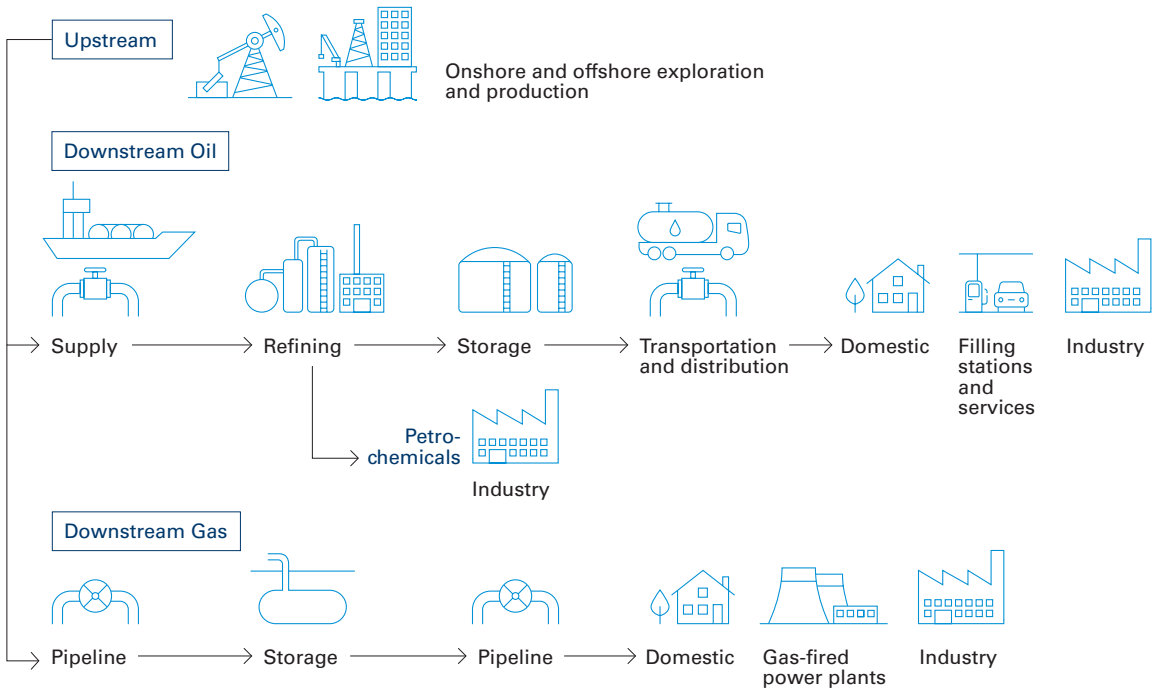 Upstream
Onshore and offshore exploration
and production
Downstream Oil
Supply
Refining
Storage
Transportation
and distribution
Domestic
Filling
stations
and
services
Industry
Petro-
chemicals
Industry
Downstream Gas
Pipeline
Storage
Pipeline
Domestic
Gas-fired
power plants
Industry